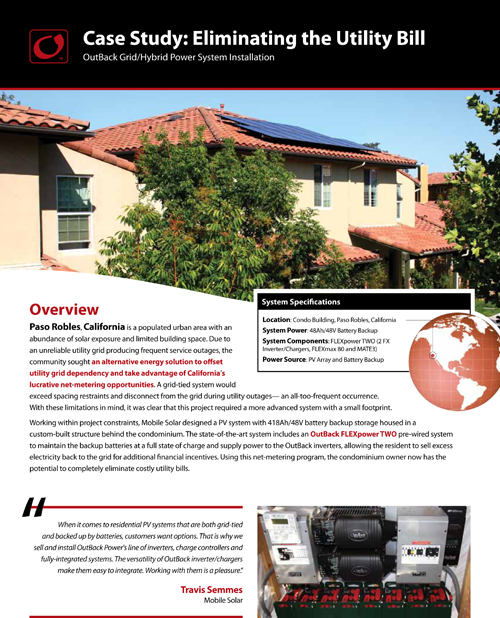 Case Study: Eliminating the Utility Bill
OutBack Grid/Hybrid Power System Installation
Overview
Paso Robles, California is a populated urban area with an
abundance of solar exposure and limited building space. Due to
an unreliable utility grid producing frequent service outages, the
community sought an alternative energy solution to offset
utility grid dependency and take advantage of California's
lucrative net-metering opportunities. A grid-tied system would
exceed spacing restraints and disconnect from the grid during utility outages— an all-too-frequent occurrence.
With these limitations in mind, it was clear that this project required a more advanced system with a small footprint.
System Specifications
Location: Condo Building, Paso Robles, California
System Power: 48Ah/48V Battery Backup
System Components: FLEXpower TWO (2 FX
Inverter/Chargers, FLEXmax 80 and MATE3)
Power Source: PV Array and Battery Backup
Working within project constraints, Mobile Solar designed a PV system with 418Ah/48V battery backup storage housed in a
custom-built structure behind the condominium. The state-of-the-art system includes an OutBack FLEXpower TWO pre-wired system
to maintain the backup batteries at a full state of charge and supply power to the OutBack inverters, allowing the resident to sell excess
electricity back to the grid for additional financial incentives. Using this net-metering program, the condominium owner now has the
potential to completely eliminate costly utility bills.
When it comes to residential PV systems that are both grid-tied
and backed up by batteries, customers want options. That is why we
sell and install OutBack Power's line of inverters, charge controllers and
fully-integrated systems. The versatility of OutBack inverter/chargers
make them easy to integrate. Working with them is a pleasure."
Travis Semmes
Mobile Solar